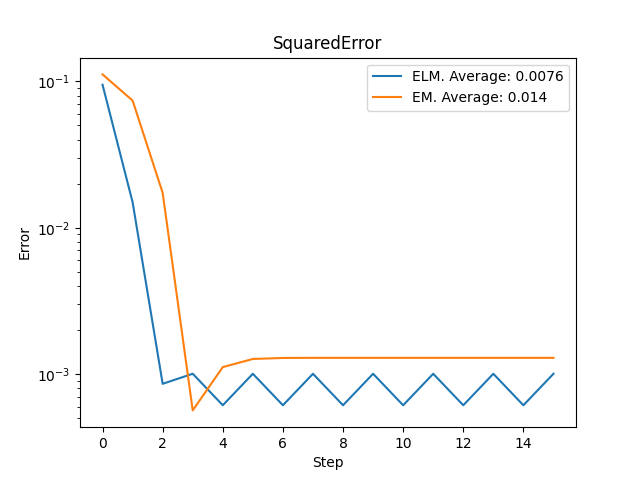 SquaredError
ELM. Average: 0.0076
EM. Average: 0.014
Error
10⁻¹
10⁻²
10⁻³
0 2 4 6 8 10 12 14
Step